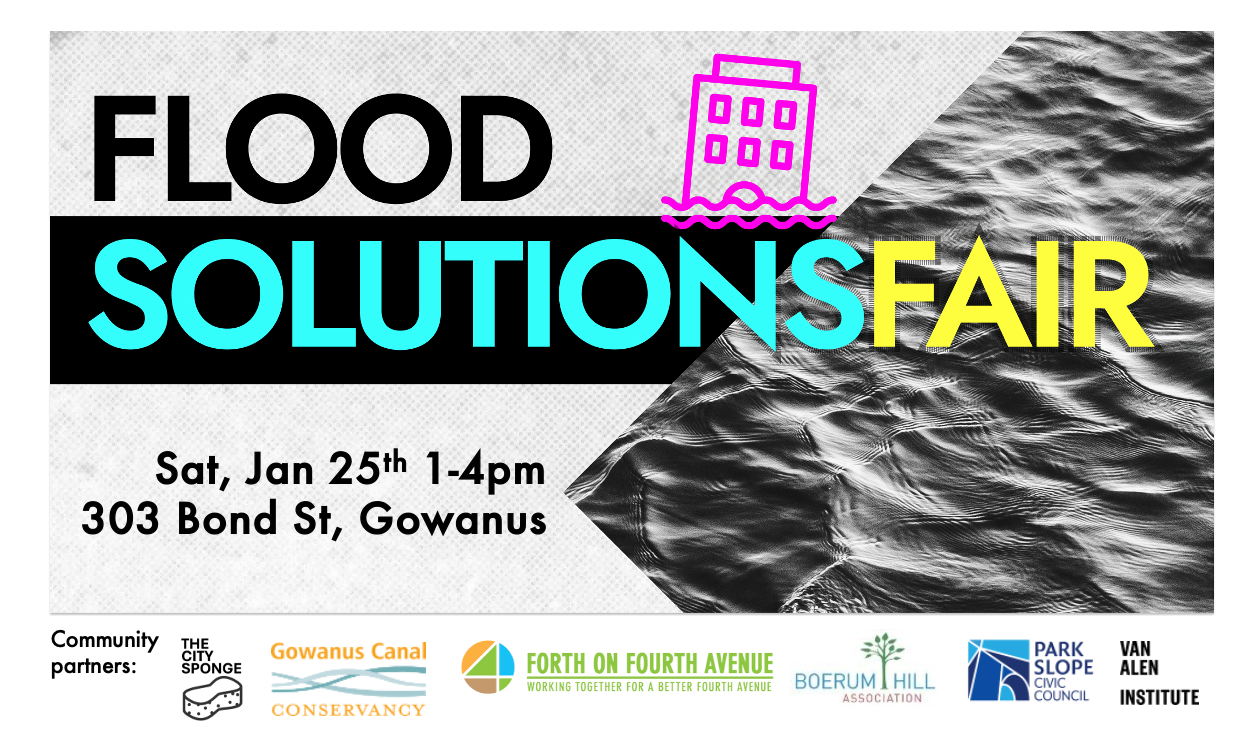 FLOOD
SOLUTIONSFAIR
Sat, Jan 25th 1-4pm
303 Bond St, Gowanus
Community
partners:
THE
CITY
SPONGE
Gowanus Canal
CONSERVANCY
FORTH ON FOURTH AVENUE
WORKING TOGETHER FOR A BETTER FOURTH AVENUE
BOERUM HILL
ASSOCIATION
PARK
SLOPE
CIVIC
COUNCIL
VAN
ALEN
INSTITUTE